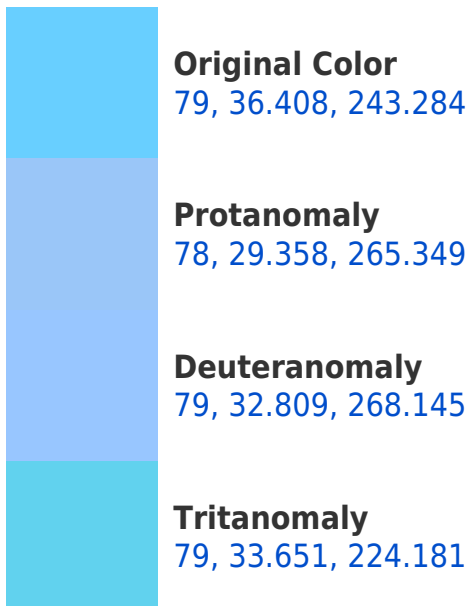 Original Color
79, 36.408, 243.284
Protanomaly
78, 29.358, 265.349
Deuteranomaly
79, 32.809, 268.145
Tritanomaly
79, 33.651, 224.181